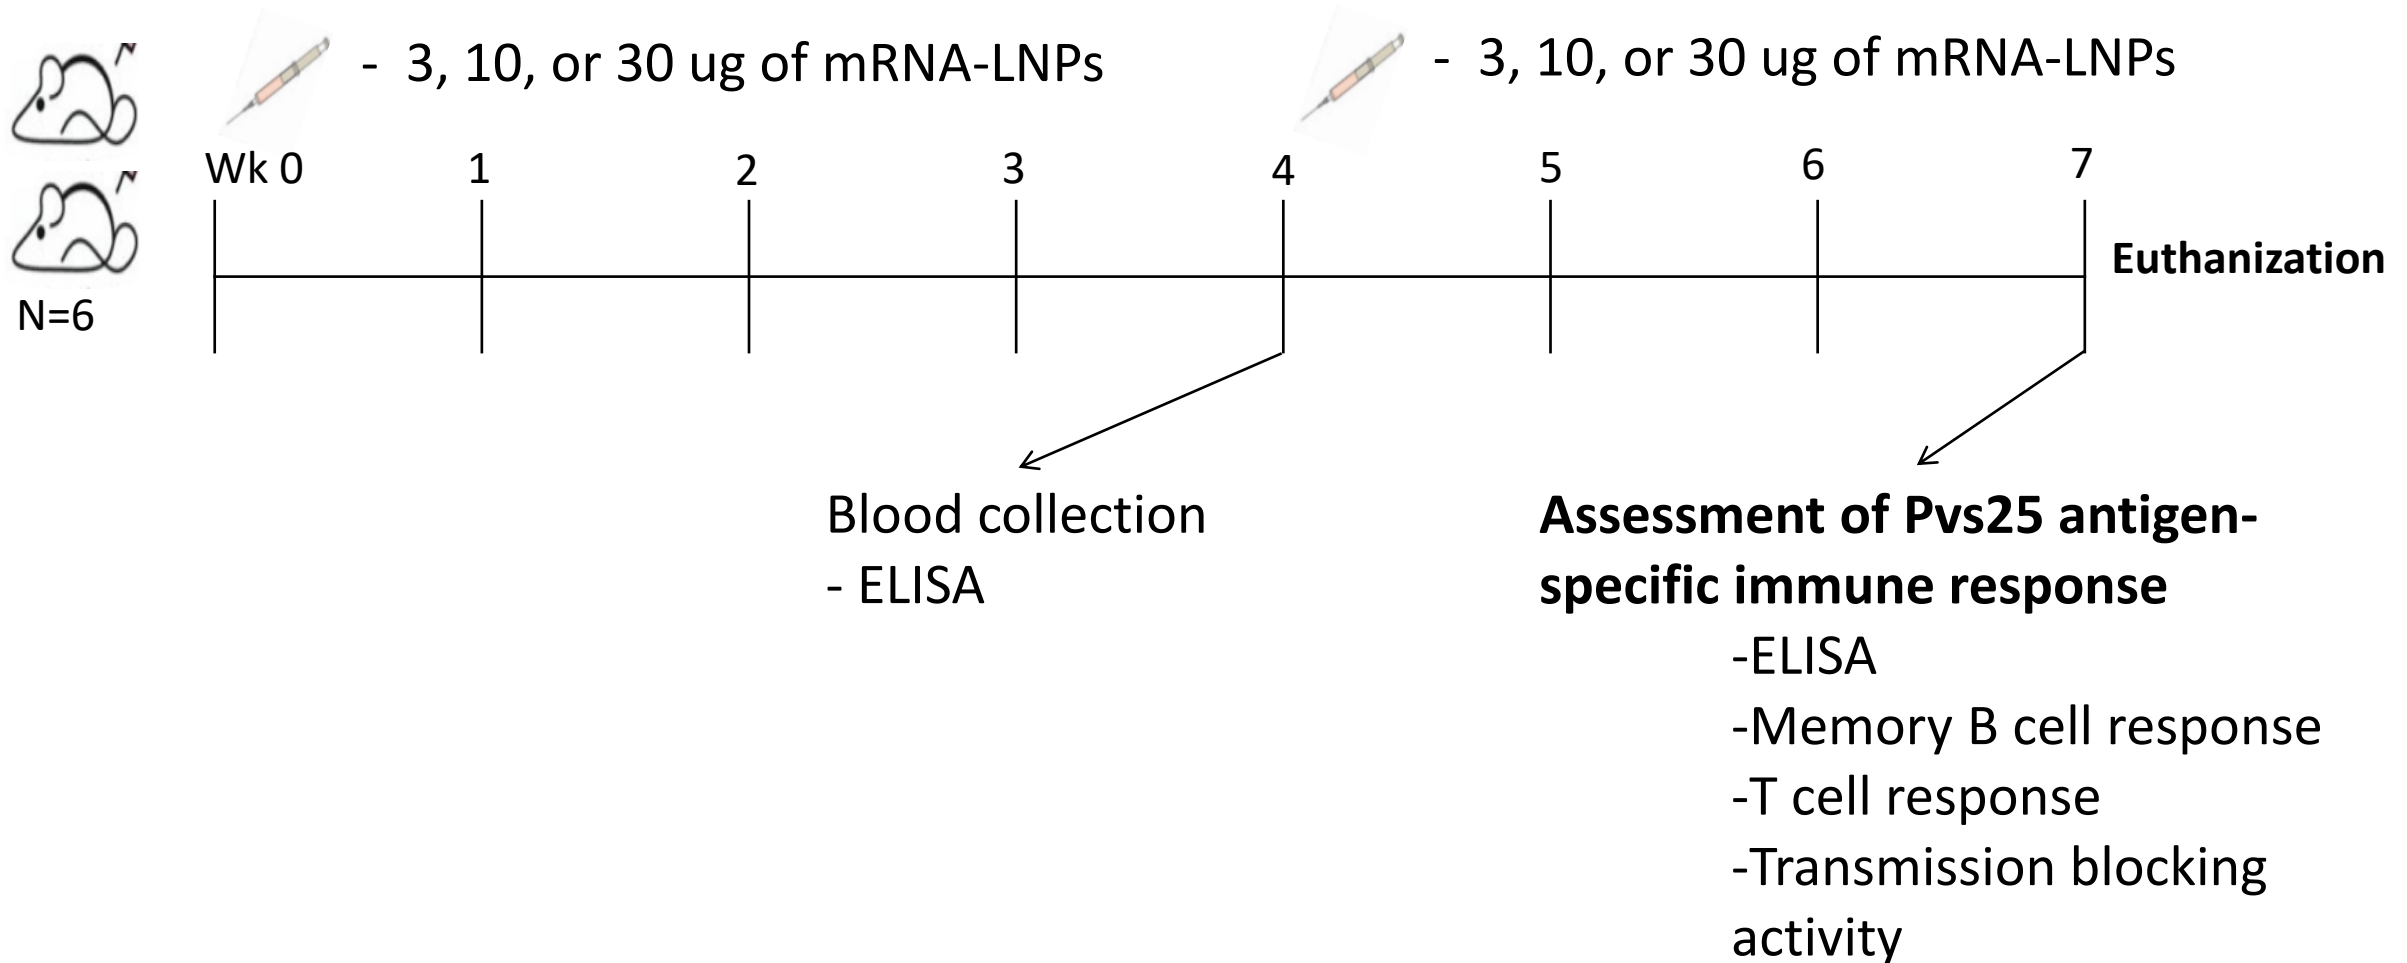 - 3, 10, or 30 ug of mRNA-LNPs
- 3, 10, or 30 ug of mRNA-LNPs
Wk 0 1 2 3 4 5 6 7
Euthanization
N=6
Blood collection
- ELISA
Assessment of Pvs25 antigen-
specific immune response
-ELISA
-Memory B cell response
-T cell response
-Transmission blocking
activity